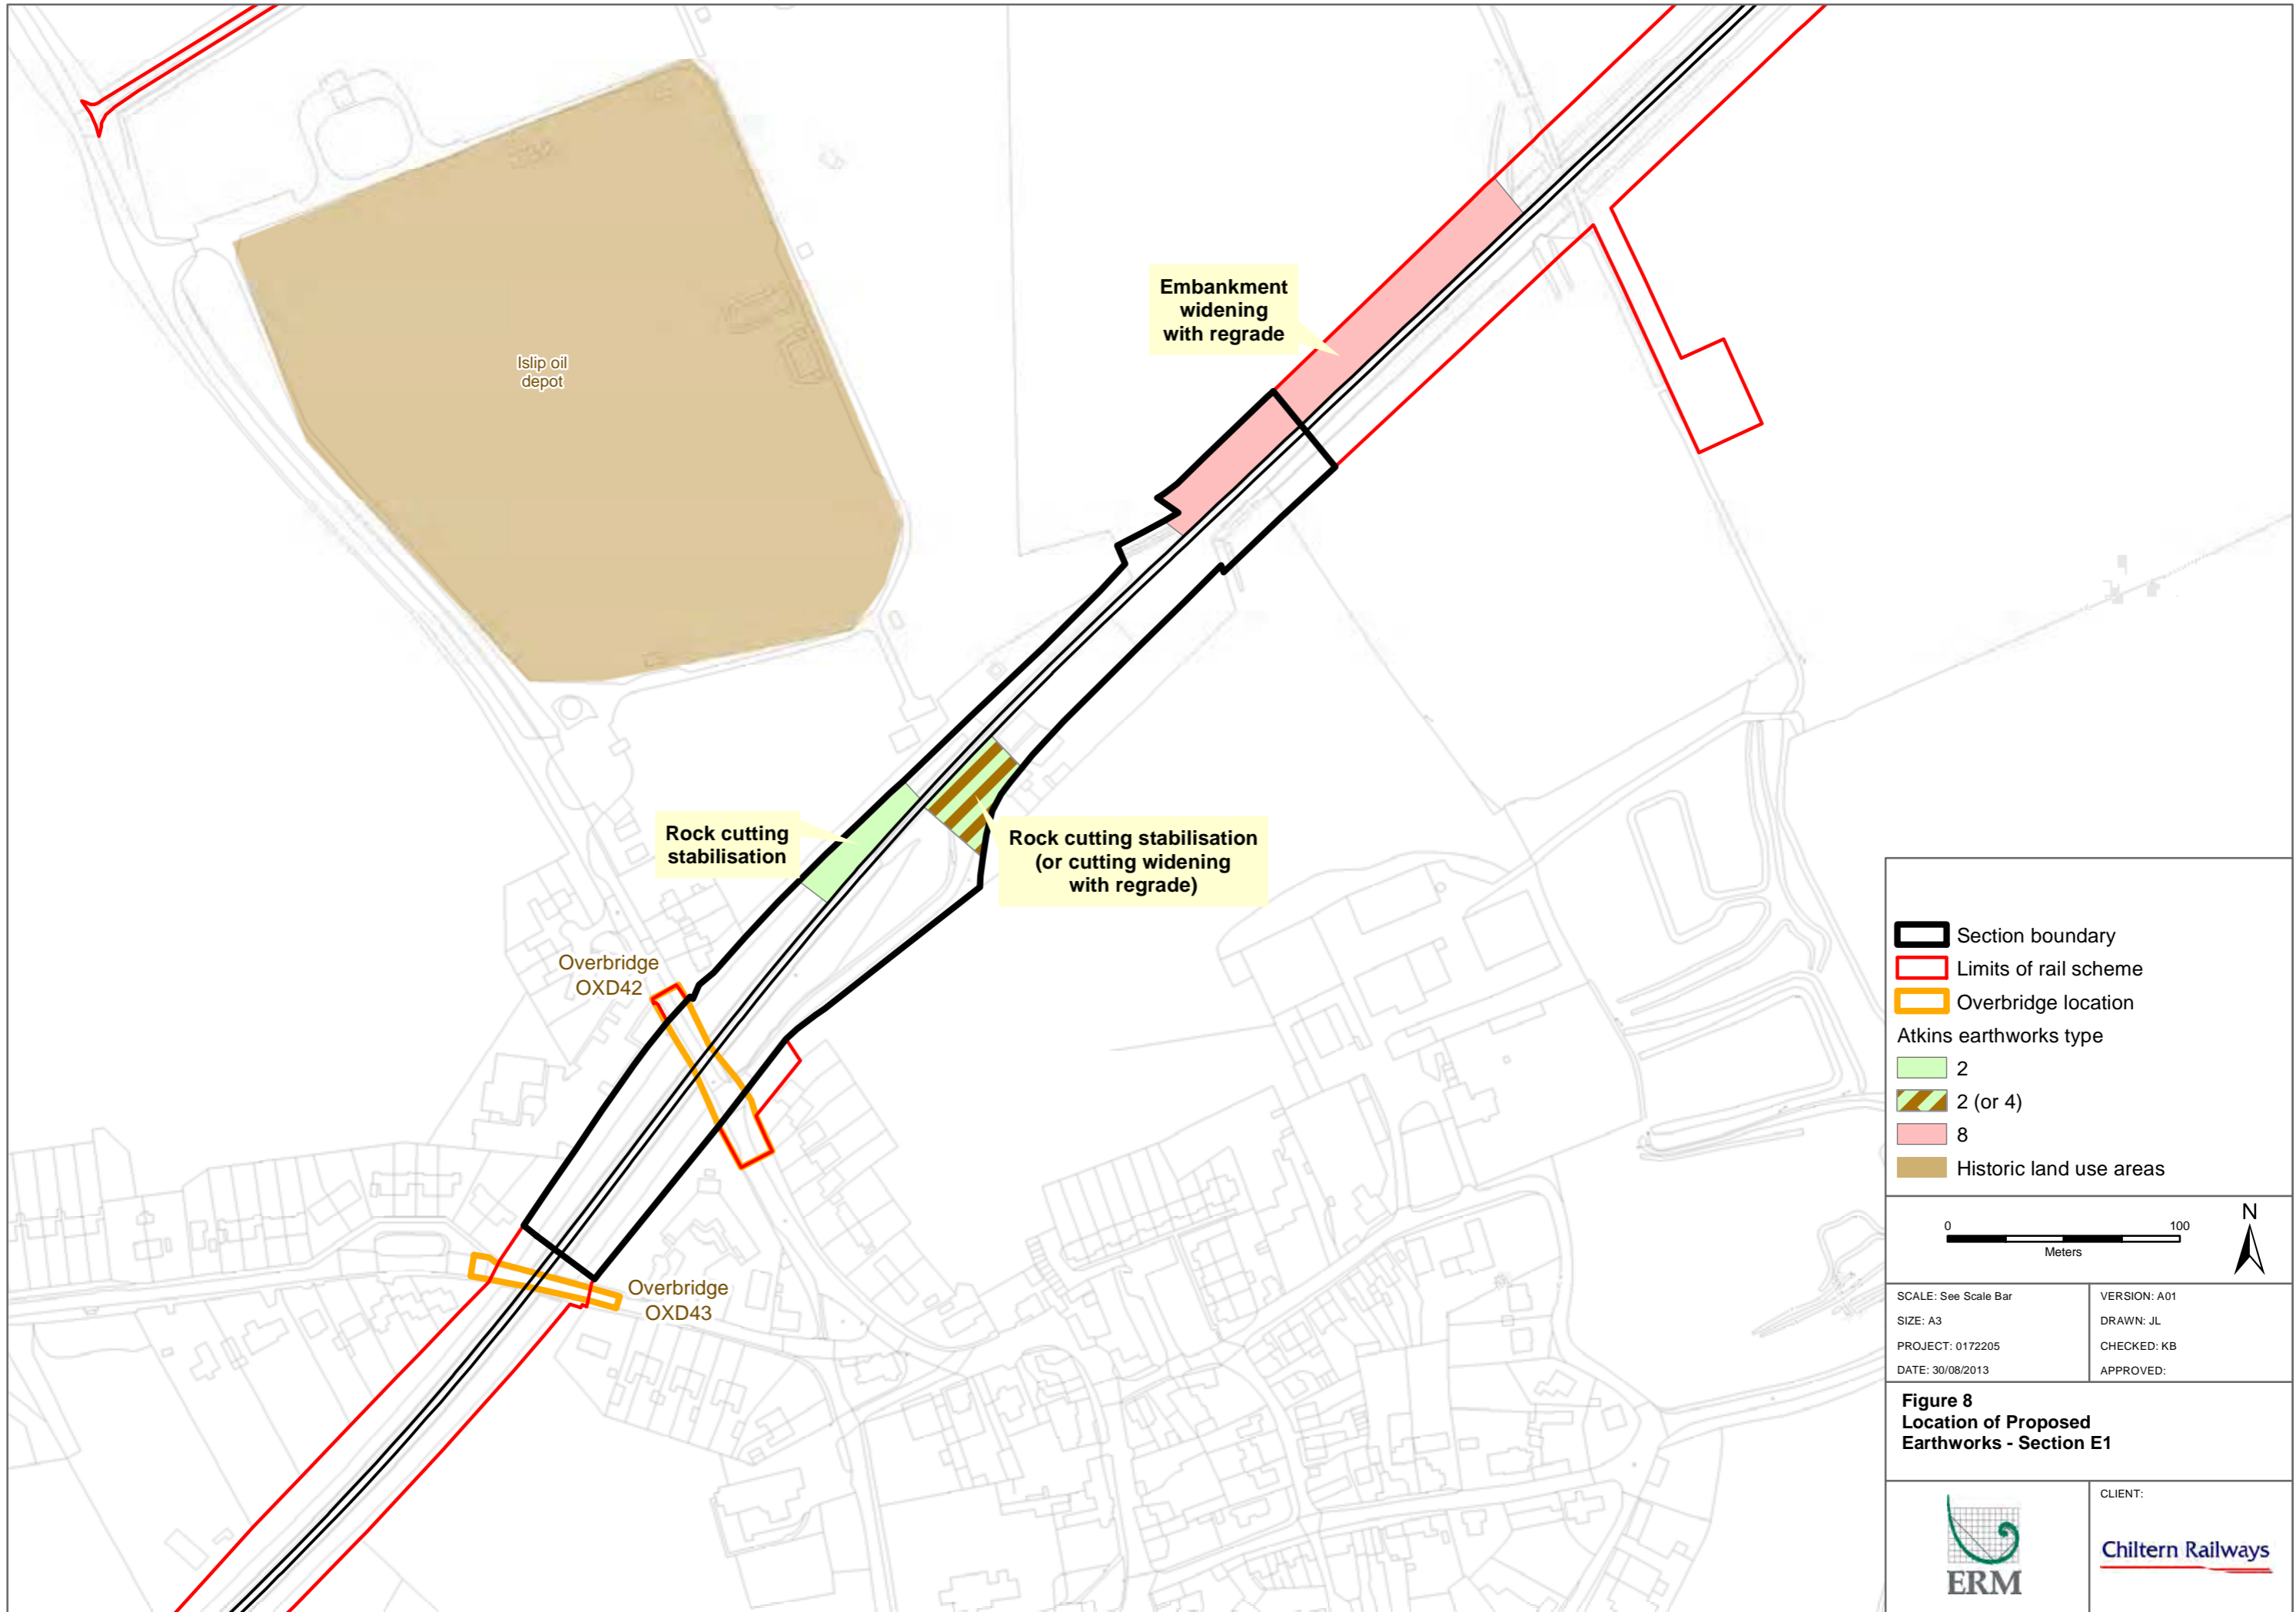 Islip oil
depot
Embankment
widening
with regrade
Rock cutting
stabilisation
Rock cutting stabilisation
(or cutting widening
with regrade)
Overbridge
OXD42
Overbridge
OXD43
Section boundary
Limits of rail scheme
Overbridge location
Atkins earthworks type
2
2 (or 4)
8
Historic land use areas
0 100
Meters
N
SCALE: See Scale Bar
SIZE: A3
PROJECT: 0172205
DATE: 30/08/2013
VERSION: A01
DRAWN: JL
CHECKED: KB
APPROVED:
Figure 8
Location of Proposed
Earthworks - Section E1
ERM
CLIENT:
Chiltern Railways